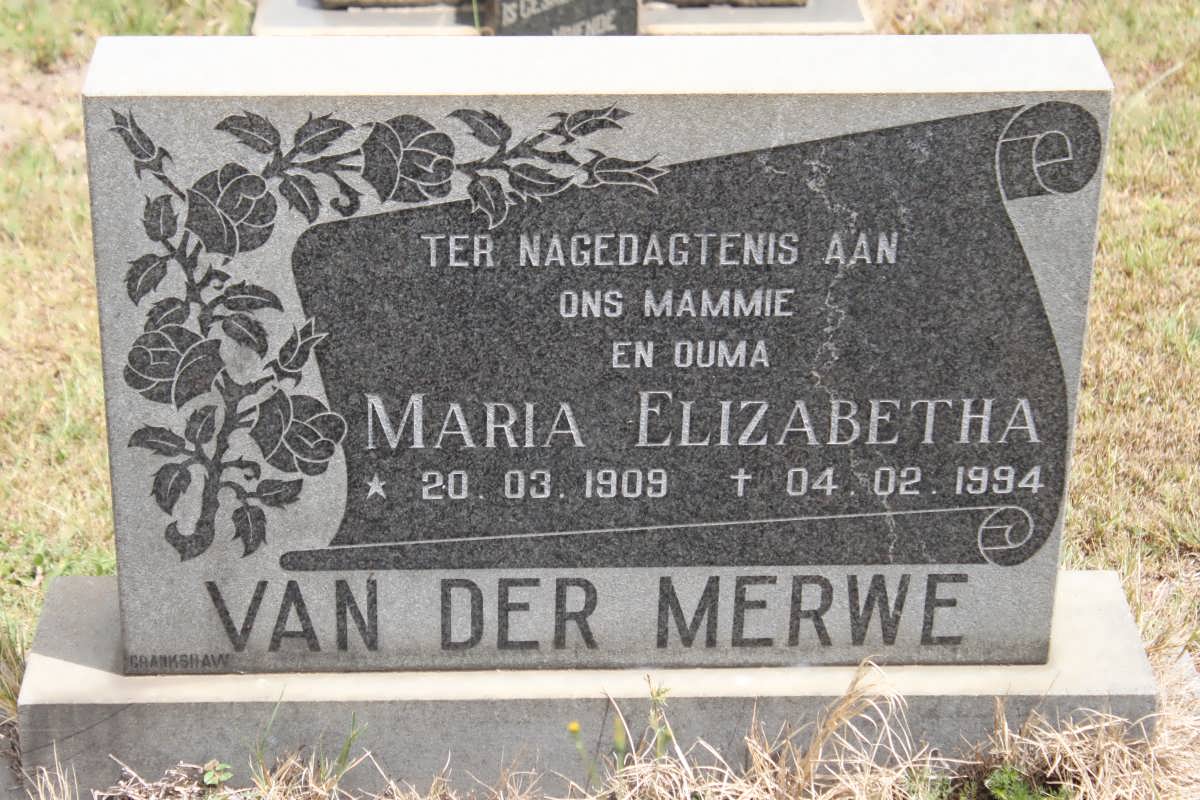 TER NAGEDAGTENIS AAN
ONS MAMMIE
EN OUMA
MARIA ELIZABETHA
★ 20 . 03 . 1909 † 04 . 02 . 1994
VAN DER MERWE
CRANKSHAW